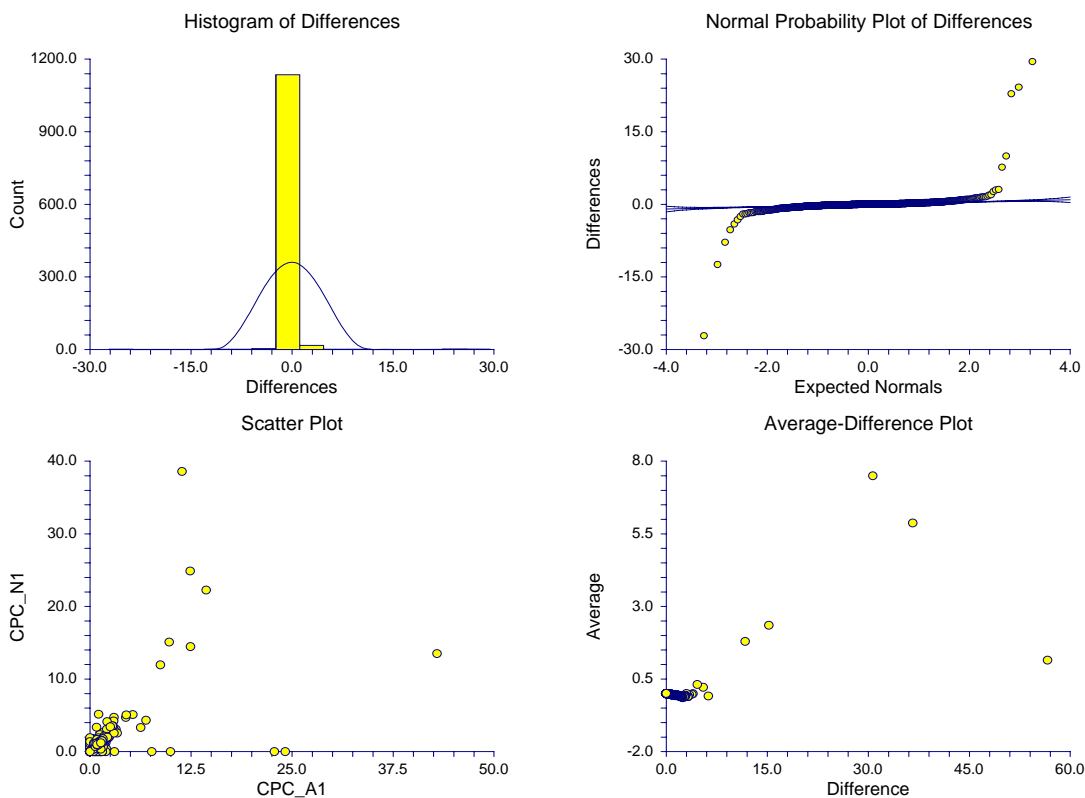 Histogram of Differences
1200.0
900.0
600.0
300.0
0.0
Count
-30.0 -15.0 0.0 15.0 30.0
Differences
Normal Probability Plot of Differences
30.0
15.0
0.0
-15.0
-30.0
Differences
-4.0 -2.0 0.0 2.0 4.0
Expected Normals
Scatter Plot
40.0
30.0
20.0
10.0
0.0
CPC_N1
0.0 12.5 25.0 37.5 50.0
CPC_A1
Average-Difference Plot
8.0
5.5
3.0
0.5
-2.0
Average
0.0 15.0 30.0 45.0 60.0
Difference